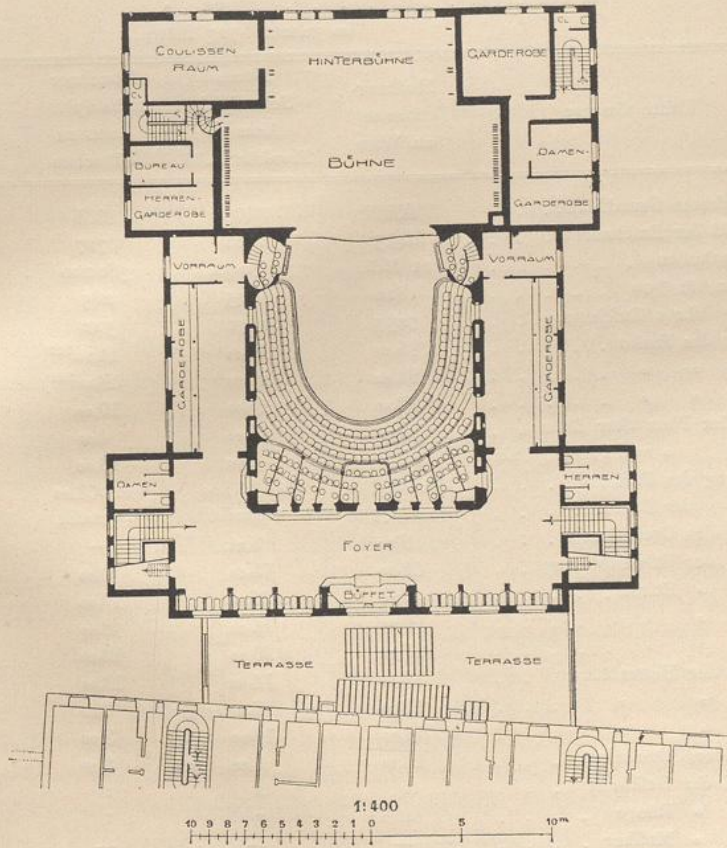 COULISSEN
RAUM
HINTERBÜHNE
GARDEROBE
CL
BÜHNE
BUREAU
DAMEN-
HERREN-
GARDEROBE
GARDEROBE
VORRAUM
VORRAUM
GARDEROBE
GARDEROBE
DAMEN
HERREN
FOYER
BÜFFET
TERRASSE
TERRASSE
1:400
10 9 8 7 6 5 4 3 2 1 0 5 10m